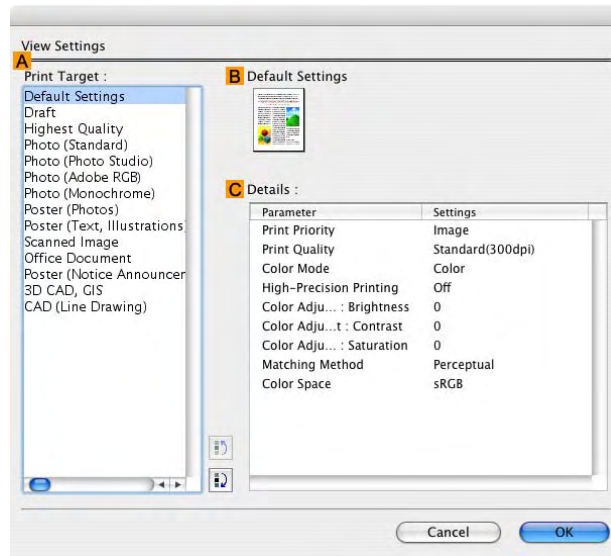 View Settings
A
Print Target :
Default Settings
Draft
Highest Quality
Photo (Standard)
Photo (Photo Studio)
Photo (Adobe RGB)
Photo (Monochrome)
Poster (Photos)
Poster (Text, Illustrations
Scanned Image
Office Document
Poster (Notice Announcer
3D CAD, GIS
CAD (Line Drawing)
B Default Settings
C Details :
Parameter Settings
Print Priority Image
Print Quality Standard(300dpi)
Color Mode Color
High-Precision Printing Off
Color Adju... : Brightness 0
Color Adju...t : Contrast 0
Color Adju... : Saturation 0
Matching Method Perceptual
Color Space sRGB
Cancel OK